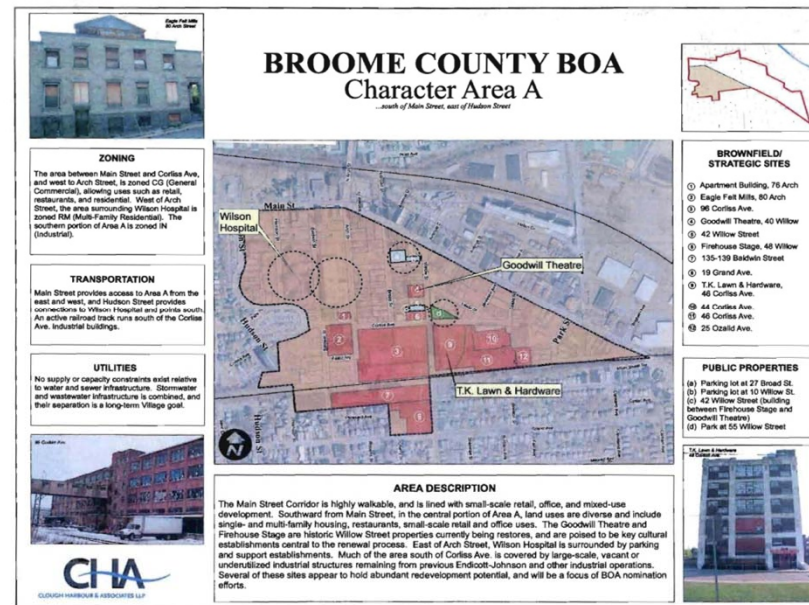 Eagle Felt Mills
80 Arch Street
BROOME COUNTY BOA
Character Area A
...south of Main Street, east of Hudson Street
ZONING
The area between Main Street and Corliss Ave,
and west to Arch Street, is zoned CG (General
Commercial), allowing uses such as retail,
restaurants, and residential. West of Arch
Street, the area surrounding Wilson Hospital is
zoned RM (Multi-Family Residential). The
southern portion of Area A is zoned IN
(Industrial).
TRANSPORTATION
Main Street provides access to Area A from the
east and west, and Hudson Street provides
connections to Wilson Hospital and points south.
An active railroad track runs south of the Corliss
Ave. industrial buildings.
UTILITIES
No supply or capacity constraints exist relative
to water and sewer infrastructure. Stormwater
and wastewater infrastructure is combined, and
their separation is a long-term Village goal.
96 Corliss Ave
CHA
CLOUGH HARBOUR & ASSOCIATES LLP
Main St
Wilson
Hospital
Goodwill Theatre
Hudson St
Park St
T.K. Lawn & Hardware
Hudson St
N
1
2
3
4
6
7
8
9
10
11
12
d
AREA DESCRIPTION
The Main Street Corridor is highly walkable, and is lined with small-scale retail, office, and mixed-use
development. Southward from Main Street, in the central portion of Area A, land uses are diverse and include
single- and multi-family housing, restaurants, small-scale retail and office uses. The Goodwill Theatre and
Firehouse Stage are historic Willow Street properties currently being restores, and are poised to be key cultural
establishments central to the renewal process. East of Arch Street, Wilson Hospital is surrounded by parking
and support establishments. Much of the area south of Corliss Ave. is covered by large-scale, vacant or
underutilized industrial structures remaining from previous Endicott-Johnson and other industrial operations.
Several of these sites appear to hold abundant redevelopment potential, and will be a focus of BOA nomination
efforts.
BROWNFIELD/
STRATEGIC SITES
1 Apartment Building, 76 Arch
2 Eagle Felt Mills, 80 Arch
3 96 Corliss Ave.
4 Goodwill Theatre, 40 Willow
5 42 Willow Street
6 Firehouse Stage, 48 Willow
7 135-139 Baldwin Street
8 19 Grand Ave.
9 T.K. Lawn & Hardware,
46 Corliss Ave.
10 44 Corliss Ave.
11 46 Corliss Ave.
12 25 Ozalid Ave.
PUBLIC PROPERTIES
(a) Parking lot at 27 Broad St.
(b) Parking lot at 10 Willow St.
(c) 42 Willow Street (building
between Firehouse Stage and
Goodwill Theatre)
(d) Park at 55 Willow Street
T.K. Lawn & Hardware
46 Corliss Ave.